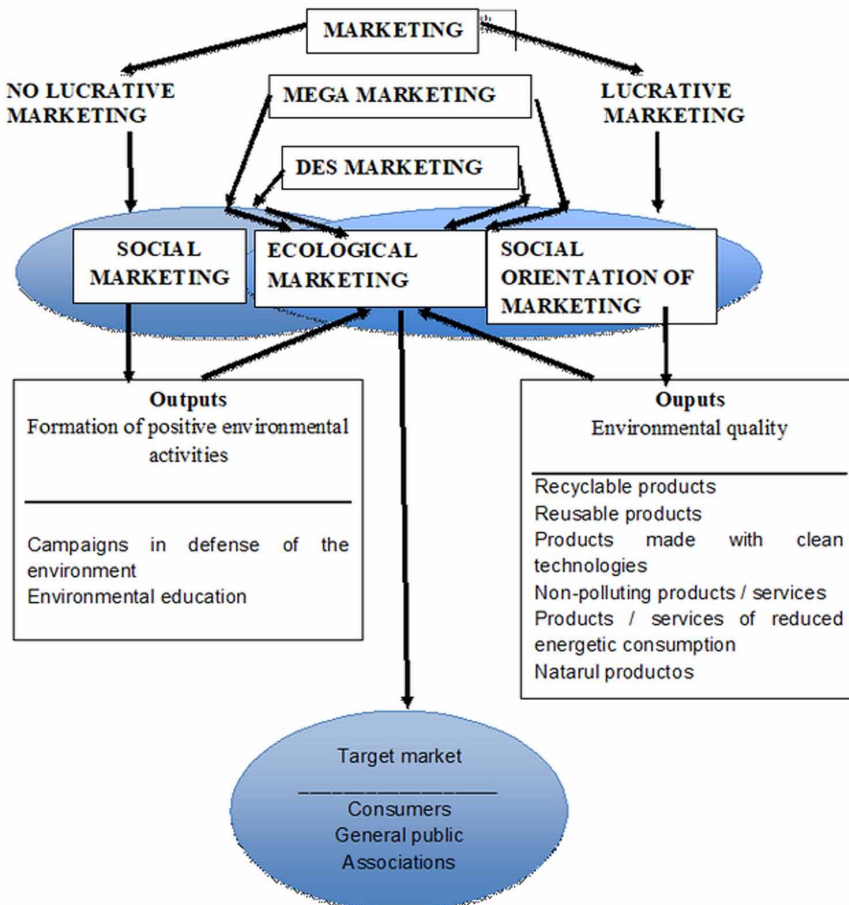 MARKETING
NO LUCRATIVE
MARKETING
MEGA MARKETING
LUCRATIVE
MARKETING
DES MARKETING
SOCIAL
MARKETING
ECOLOGICAL
MARKETING
SOCIAL
ORIENTATION OF
MARKETING
Outputs
Formation of positive environmental
activities
Campaigns in defense of the
environment
Environmental education
Ouputs
Environmental quality
Recyclable products
Reusable products
Products made with clean
technologies
Non-polluting products / services
Products / services of reduced
energetic consumption
Natarul productos
Target market
Consumers
General public
Associations